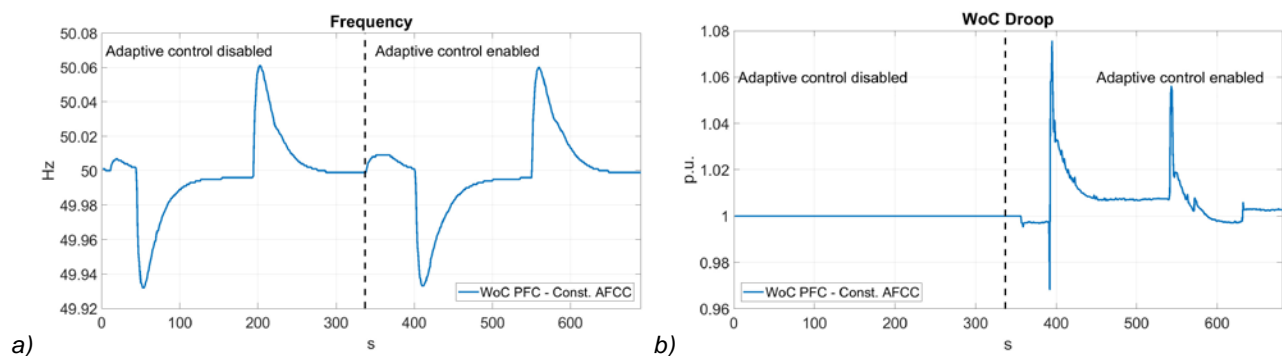 Frequency
50.08
50.06
50.04
50.02
50
49.98
49.96
49.94
49.92
Hz
Adaptive control disabled
Adaptive control enabled
WoC PFC - Const. AFCC
0 100 200 300 400 500 600
s
a)
WoC Droop
1.08
1.06
1.04
1.02
1
0.98
0.96
p.u.
Adaptive control disabled
Adaptive control enabled
WoC PFC - Const. AFCC
0 100 200 300 400 500 600
s
b)